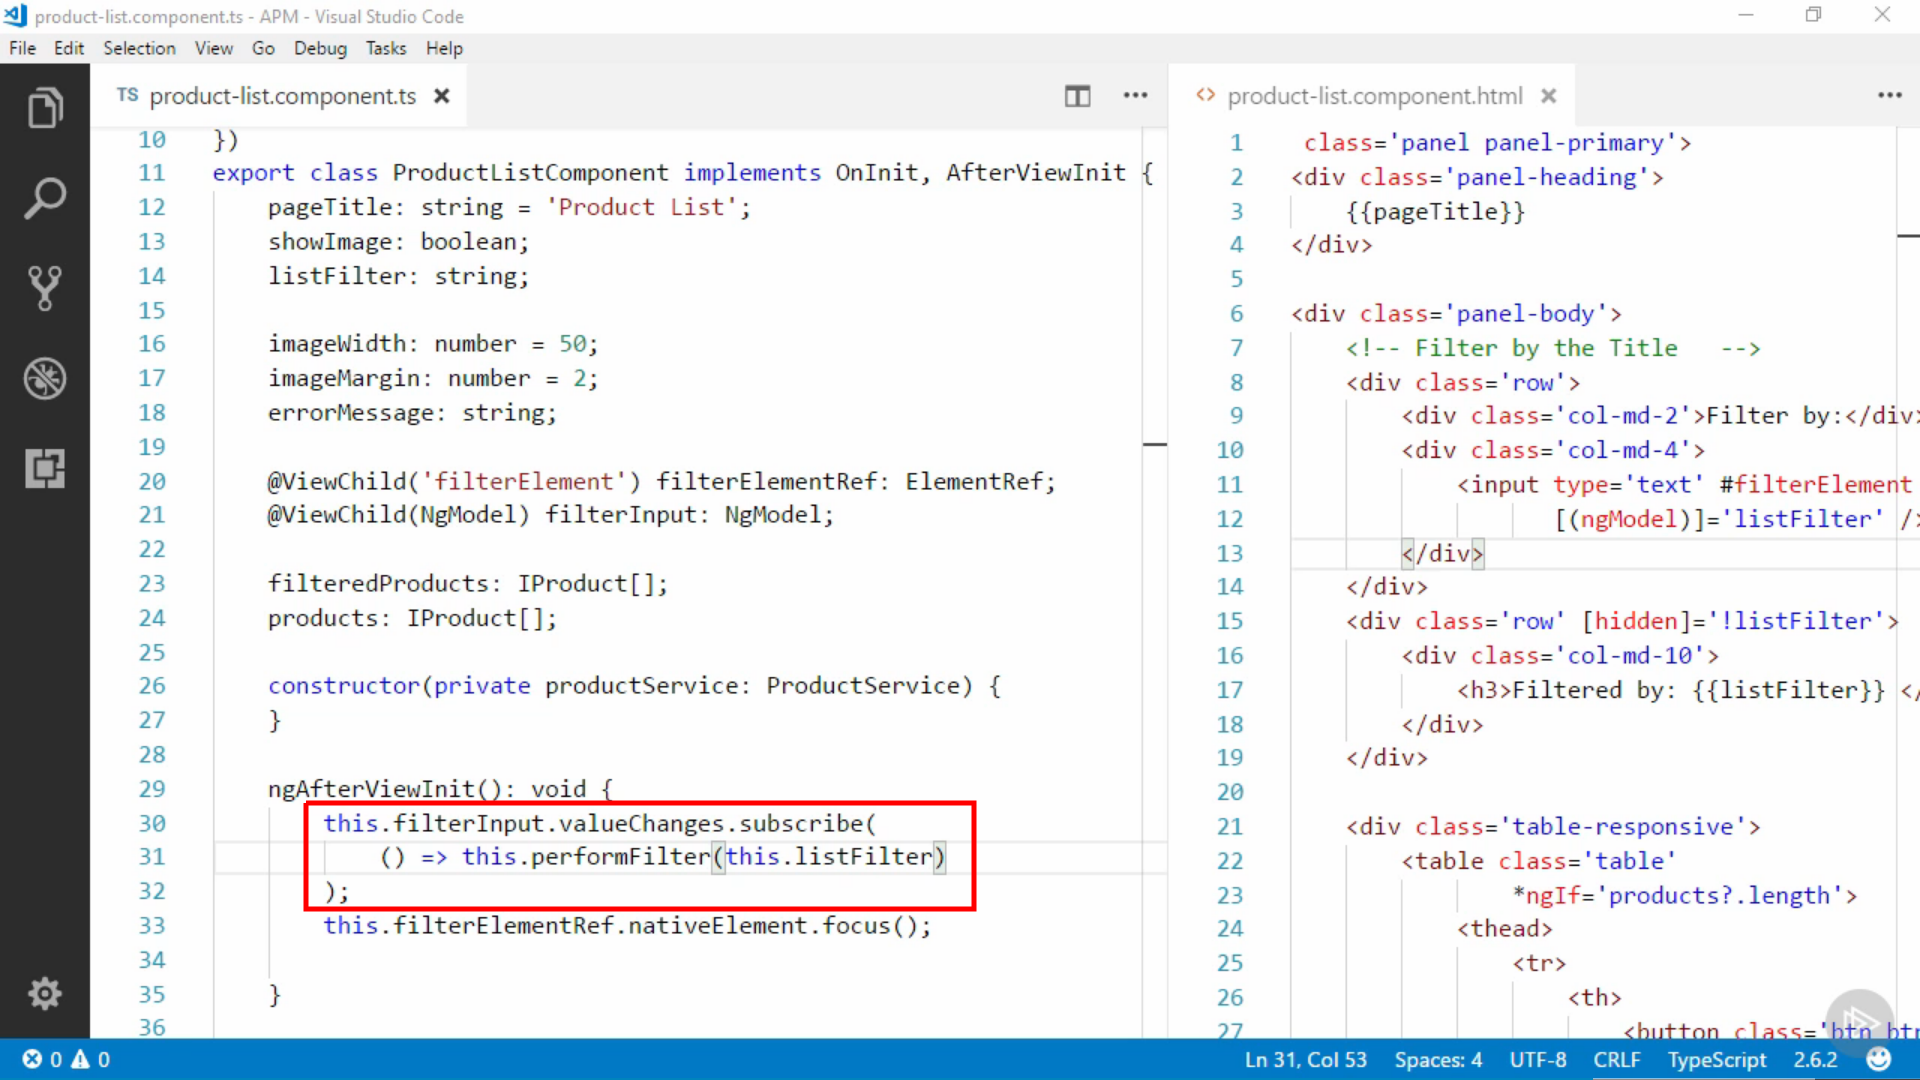 product-list.component.ts - APM - Visual Studio Code
File Edit Selection View Go Debug Tasks Help
TS product-list.component.ts
10 })
11 export class ProductListComponent implements OnInit, AfterViewInit {
12 pageTitle: string = 'Product List';
13 showImage: boolean;
14 listFilter: string;
15
16 imageWidth: number = 50;
17 imageMargin: number = 2;
18 errorMessage: string;
19
20 @ViewChild('filterElement') filterElementRef: ElementRef;
21 @ViewChild(NgModel) filterInput: NgModel;
22
23 filteredProducts: IProduct[];
24 products: IProduct[];
25
26 constructor(private productService: ProductService) {
27 }
28
29 ngAfterViewInit(): void {
30 this.filterInput.valueChanges.subscribe(
31 () => this.performFilter(this.listFilter)
32 );
33 this.filterElementRef.nativeElement.focus();
34
35 }
36
<> product-list.component.html
1 class='panel panel-primary'>
2 <div class='panel-heading'>
3 {{pageTitle}}
4 </div>
5
6 <div class='panel-body'>
7 <!-- Filter by the Title -->
8 <div class='row'>
9 <div class='col-md-2'>Filter by:</div>
10 <div class='col-md-4'>
11 <input type='text' #filterElement
12 [(ngModel)]='listFilter' />
13 </div>
14 </div>
15 <div class='row' [hidden]='!listFilter'>
16 <div class='col-md-10'>
17 <h3>Filtered by: {{listFilter}} </
18 </div>
19 </div>
20
21 <div class='table-responsive'>
22 <table class='table'
23 *ngIf='products?.length'>
24 <thead>
25 <tr>
26 <th>
27 <button class='btn btn
0 0
Ln 31, Col 53 Spaces: 4 UTF-8 CRLF TypeScript 2.6.2